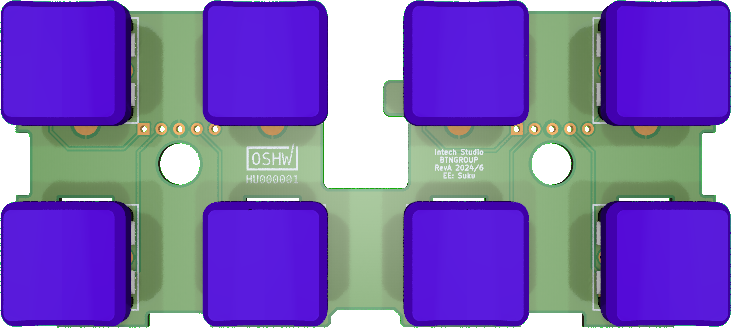 OSHW
HU000001
Intech Studio
BTNGROUP
RevA 2024/6
EE: Suku